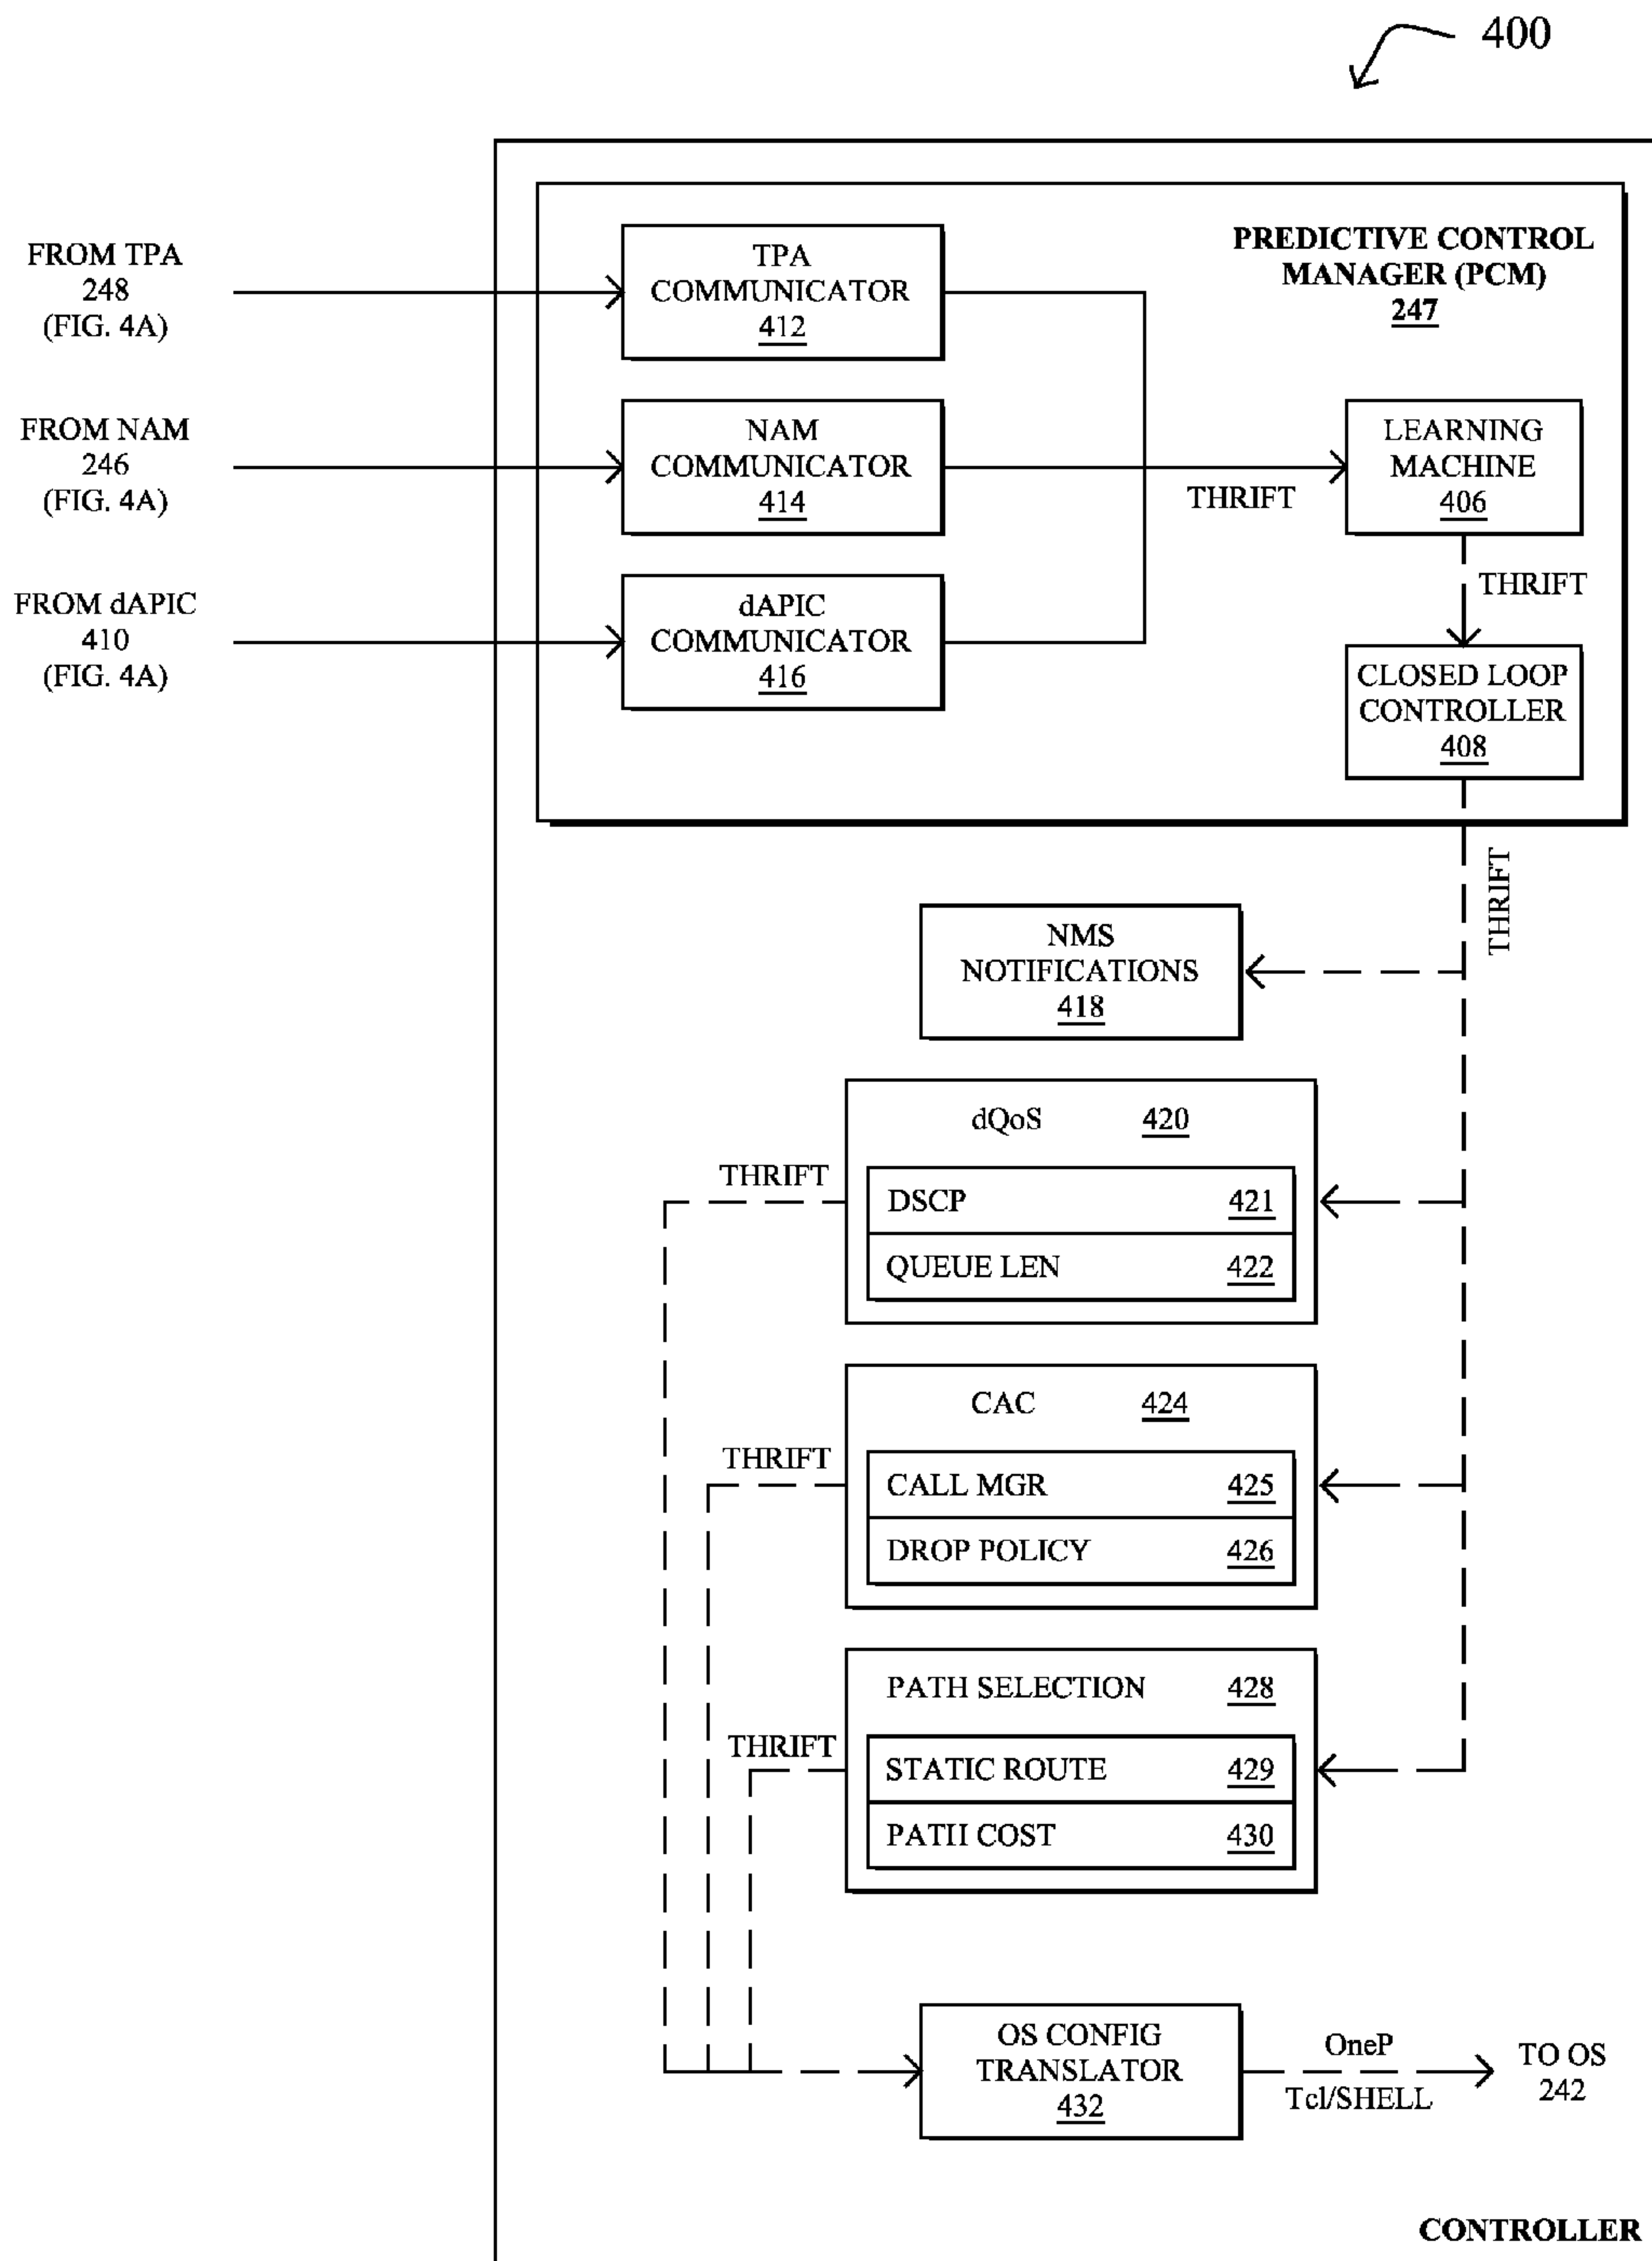 400
FROM TPA
248
(FIG. 4A)
TPA
COMMUNICATOR
412
PREDICTIVE CONTROL
MANAGER (PCM)
247
FROM NAM
246
(FIG. 4A)
NAM
COMMUNICATOR
414
THRIFT
LEARNING
MACHINE
406
THRIFT
FROM dAPIC
410
(FIG. 4A)
dAPIC
COMMUNICATOR
416
CLOSED LOOP
CONTROLLER
408
THRIFT
NMS
NOTIFICATIONS
418
dQoS 420
THRIFT
DSCP 421
QUEUE LEN 422
CAC 424
THRIFT
CALL MGR 425
DROP POLICY 426
PATH SELECTION 428
THRIFT
STATIC ROUTE 429
PATH COST 430
OS CONFIG
TRANSLATOR
432
OneP
Tcl/SHELL
TO OS
242
CONTROLLER